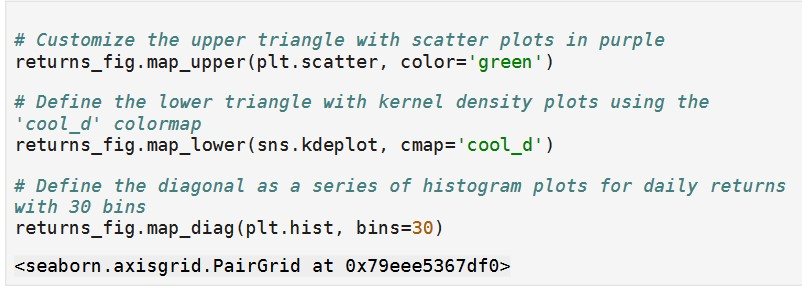 # Customize the upper triangle with scatter plots in purple
returns_fig.map_upper(plt.scatter, color='green')
# Define the lower triangle with kernel density plots using the
'cool_d' colormap
returns_fig.map_lower(sns.kdeplot, cmap='cool_d')
# Define the diagonal as a series of histogram plots for daily returns
with 30 bins
returns_fig.map_diag(plt.hist, bins=30)
<seaborn.axisgrid.PairGrid at 0x79eee5367df0>